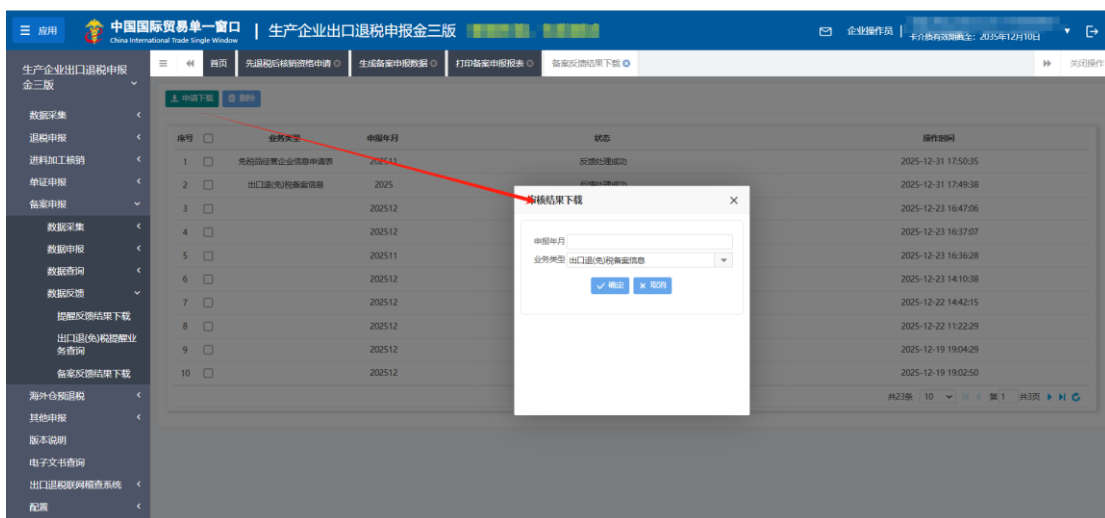 应用
中国国际贸易单一窗口
China International Trade Single Window
生产企业出口退税申报金三版
企业操作员
卡介质有效期截至：2035年12月10日
生产企业出口退税申报金三版
数据采集
退税申报
进料加工核销
单证申报
备案申报
数据采集
数据申报
数据查询
数据反馈
提醒反馈结果下载
出口退(免)税提醒业务查询
备案反馈结果下载
海外仓预退税
其他申报
版本说明
电子文书查询
出口退税联网稽查系统
配置
首页 先退税后核销资格申请 生成备案申报数据 打印备案申报报表 备案反馈结果下载 关闭操作
申请下载 删除
序号 业务类型 申报年月 状态 操作时间
1 免税品经营企业信息申请表 202511 反馈处理成功 2025-12-31 17:50:35
2 出口退(免)税备案信息 2025 反馈处理成功 2025-12-31 17:49:38
3 202512 2025-12-23 16:47:06
4 202512 2025-12-23 16:37:07
5 202511 2025-12-23 16:36:28
6 202512 2025-12-23 14:10:38
7 202512 2025-12-22 14:42:15
8 202512 2025-12-22 11:22:29
9 202512 2025-12-19 19:04:29
10 202512 2025-12-19 19:02:50
共23条 10 第 1 共3页
审核结果下载
申报年月
业务类型 出口退(免)税备案信息
确定 取消